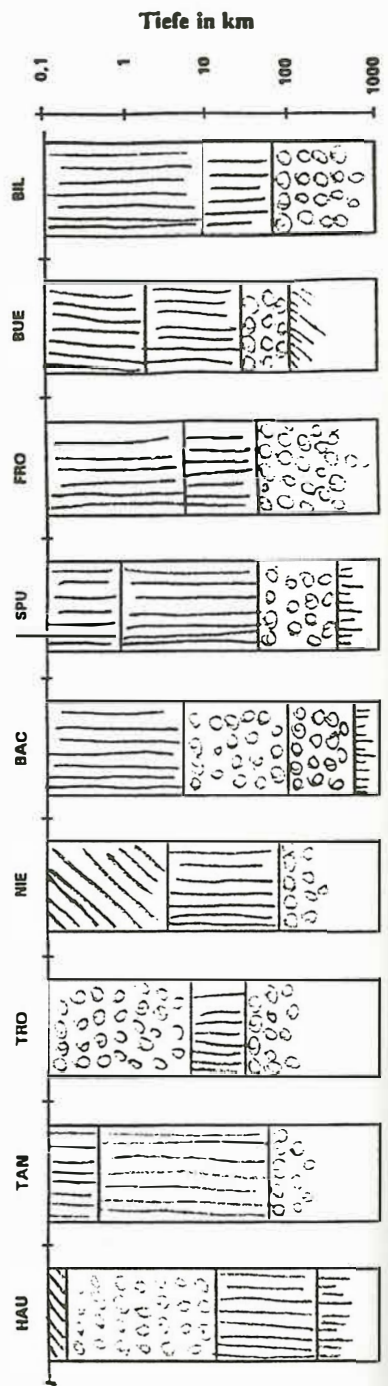 Tiefe in km
0,1 1 10 100 1000
BIL
BUE
FRO
SPU
BAC
NIE
TRO
TAN
HAU